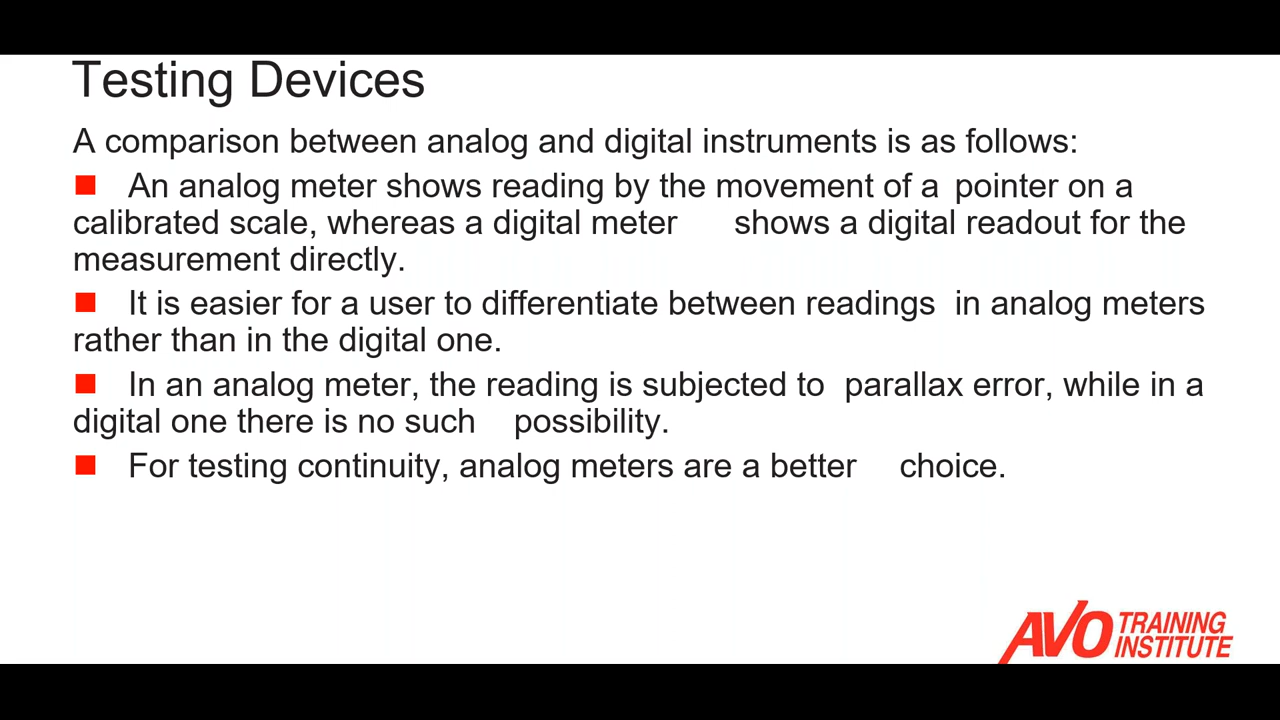 Testing Devices
A comparison between analog and digital instruments is as follows:
An analog meter shows reading by the movement of a pointer on a
calibrated scale, whereas a digital meter shows a digital readout for the
measurement directly.
It is easier for a user to differentiate between readings in analog meters
rather than in the digital one.
In an analog meter, the reading is subjected to parallax error, while in a
digital one there is no such possibility.
For testing continuity, analog meters are a better choice.
AVO TRAINING
INSTITUTE